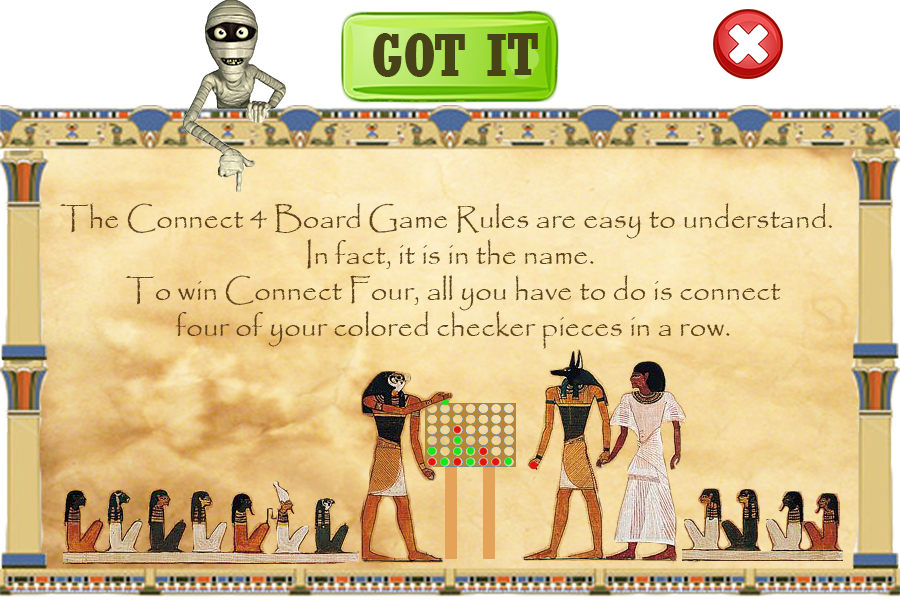 GOT IT
The Connect 4 Board Game Rules are easy to understand.
In fact, it is in the name.
To win Connect Four, all you have to do is connect
four of your colored checker pieces in a row.